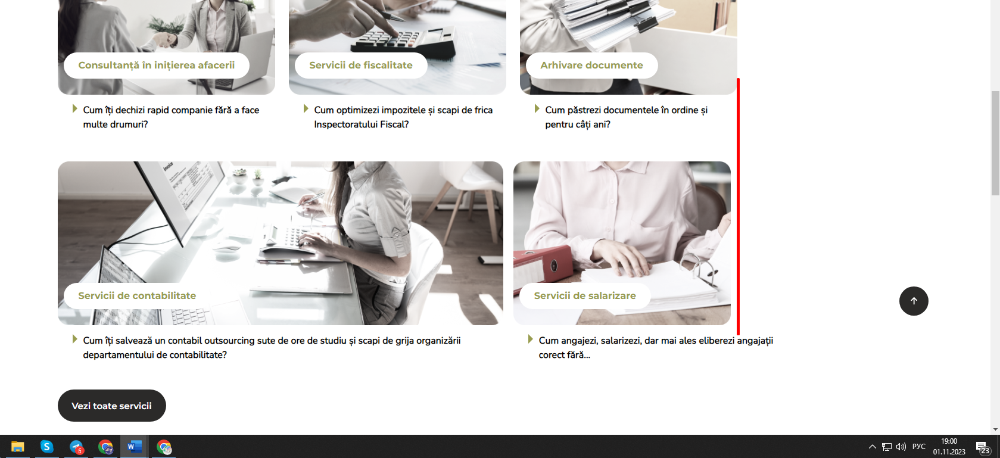 Consultanță în inițierea afacerii
Servicii de fiscalitate
Arhivare documente
Cum îți dechizi rapid companie fără a face
multe drumuri?
Cum optimizezi impozitele și scapi de frica
Inspectoratului Fiscal?
Cum păstrezi documentele în ordine și
pentru câți ani?
Invoice
Servicii de contabilitate
Servicii de salarizare
Cum îți salvează un contabil outsourcing sute de ore de studiu și scapi de grija organizării
departamentului de contabilitate?
Cum angajezi, salarizezi, dar mai ales eliberezi angajații
corect fără...
Vezi toate servicii
6
РУС
19:00
01.11.2023
23